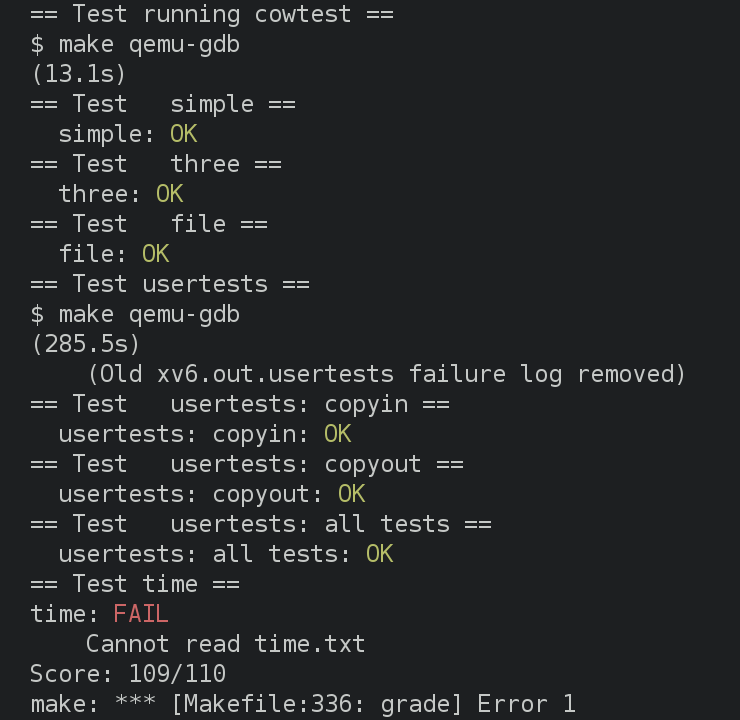 == Test running cowtest ==
$ make qemu-gdb
(13.1s)
== Test   simple ==
  simple: OK
== Test   three ==
  three: OK
== Test   file ==
  file: OK
== Test usertests ==
$ make qemu-gdb
(285.5s)
    (Old xv6.out.usertests failure log removed)
== Test   usertests: copyin ==
  usertests: copyin: OK
== Test   usertests: copyout ==
  usertests: copyout: OK
== Test   usertests: all tests ==
  usertests: all tests: OK
== Test time ==
time: FAIL
    Cannot read time.txt
Score: 109/110
make: *** [Makefile:336: grade] Error 1